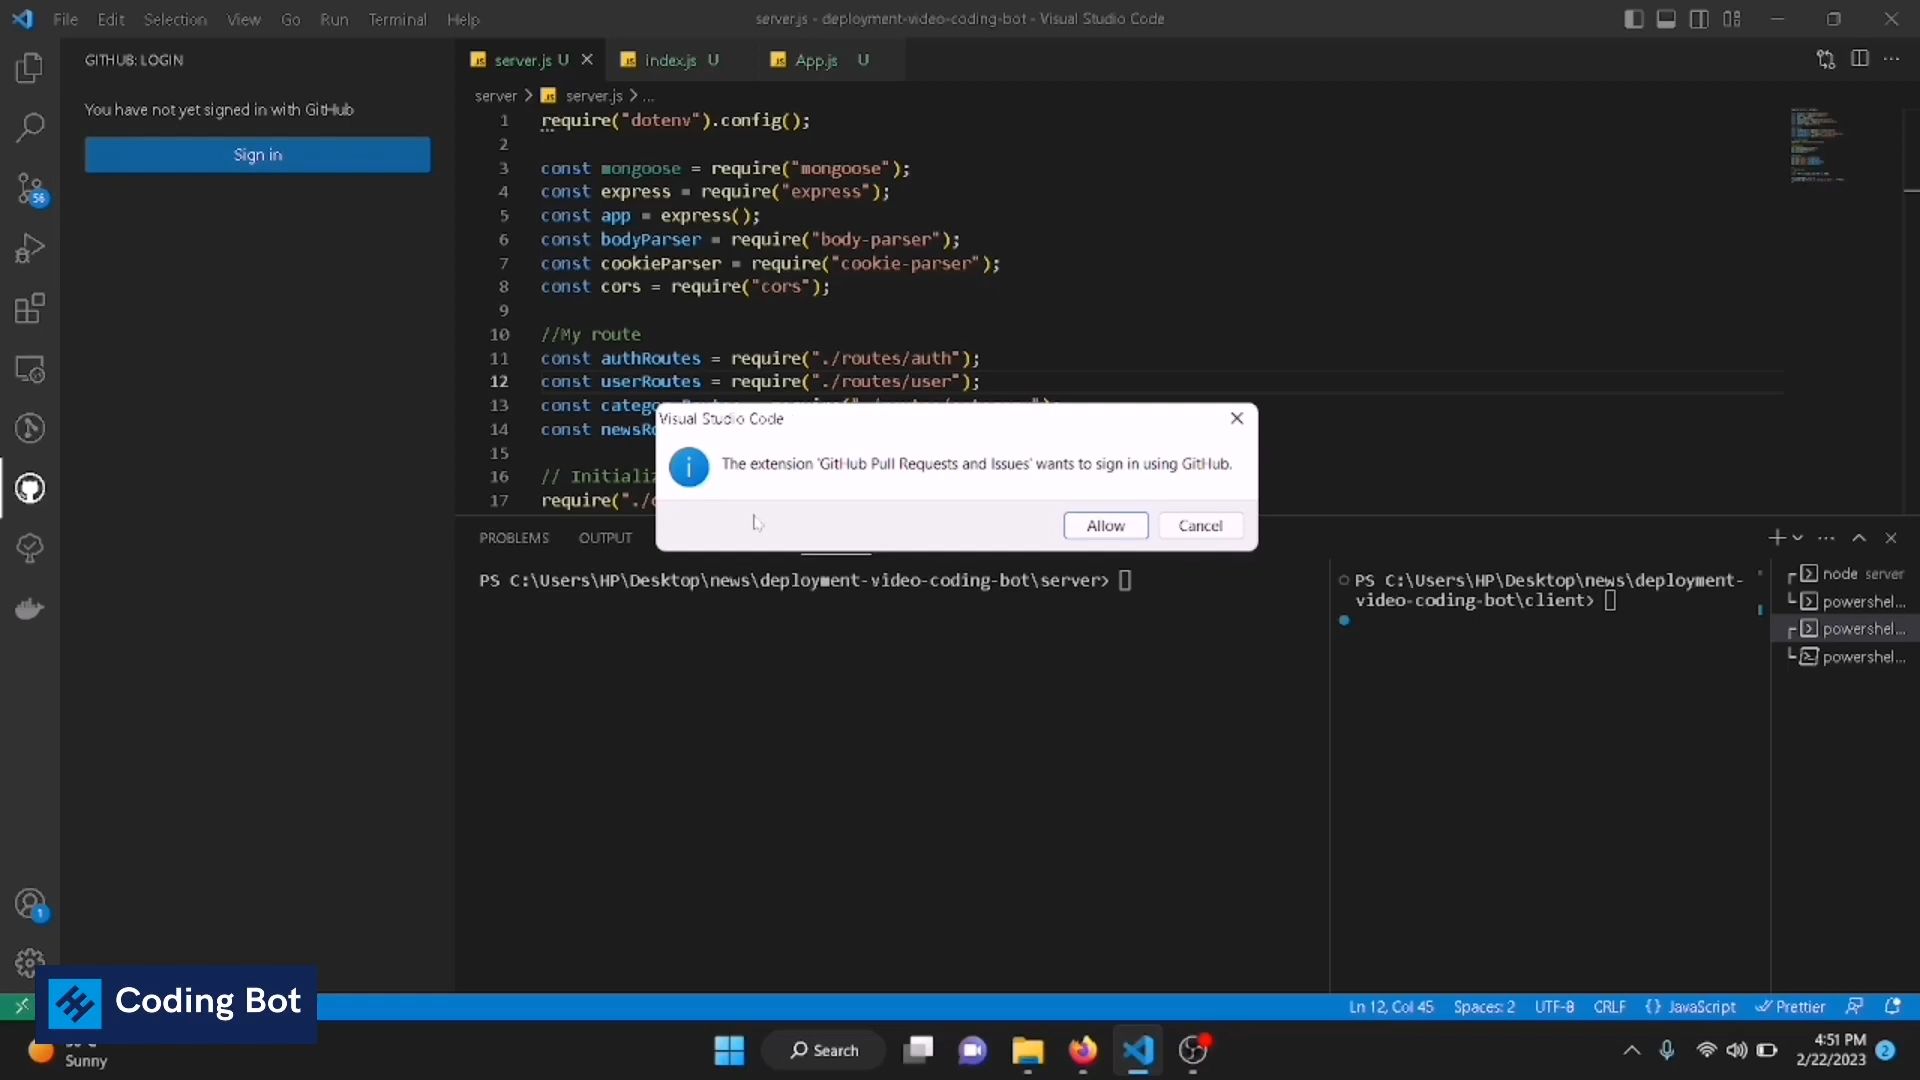 File Edit Selection View Go Run Terminal Help
server.js - deployment-video-coding-bot - Visual Studio Code
GITHUB: LOGIN
You have not yet signed in with GitHub
Sign in
56
1
server.js U
index.js U
App.js U
server > server.js > ...
1 require("dotenv").config();
2
3 const mongoose = require("mongoose");
4 const express = require("express");
5 const app = express();
6 const bodyParser = require("body-parser");
7 const cookieParser = require("cookie-parser");
8 const cors = require("cors");
9
10 //My route
11 const authRoutes = require("./routes/auth");
12 const userRoutes = require("./routes/user");
13 const catego
14 const newsRo
15
16 // Initializ
17 require("./
Visual Studio Code
The extension 'GitHub Pull Requests and Issues' wants to sign in using GitHub.
Allow
Cancel
PROBLEMS OUTPUT
PS C:\Users\HP\Desktop\news\deployment-video-coding-bot\server>
PS C:\Users\HP\Desktop\news\deployment-
video-coding-bot\client>
node server
powershel...
powershel...
powershel...
Coding Bot
Ln 12, Col 45 Spaces: 2 UTF-8 CRLF {} JavaScript Prettier
Sunny
Search
4:51 PM
2/22/2023
2